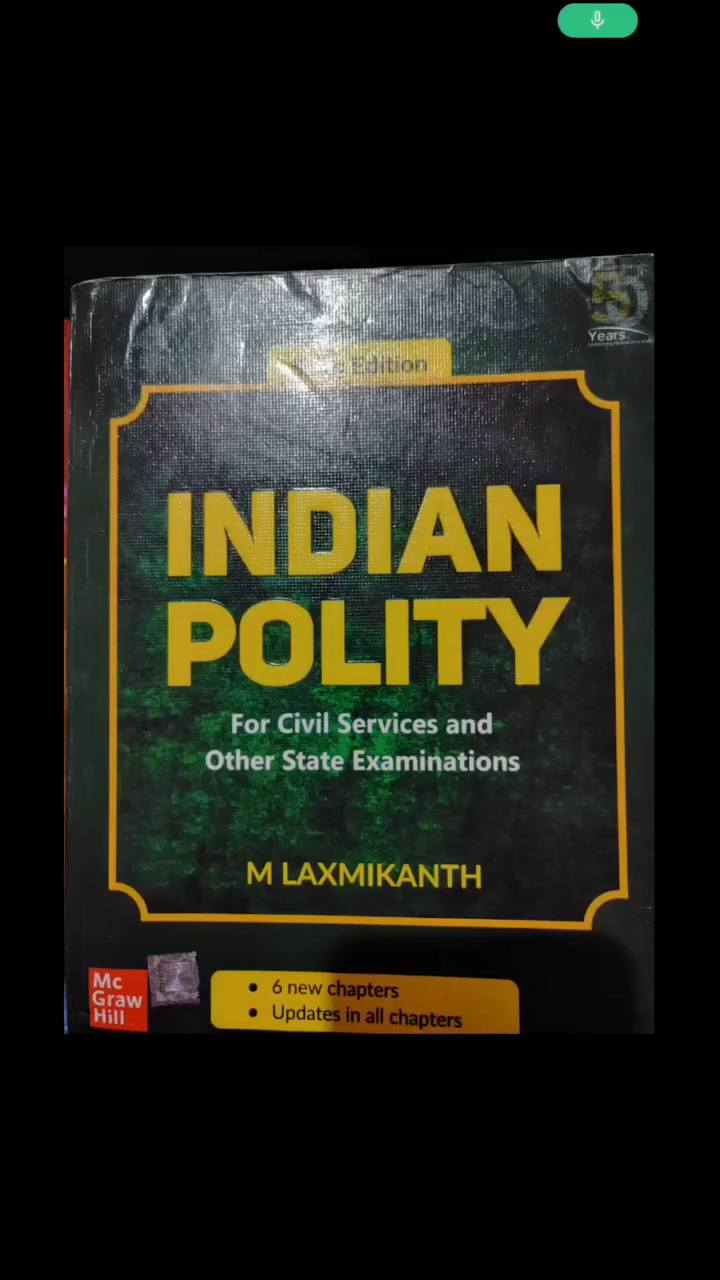 50
Years
Edition
INDIAN
POLITY
For Civil Services and
Other State Examinations
M LAXMIKANTH
Mc
Graw
Hill
• 6 new chapters
• Updates in all chapters